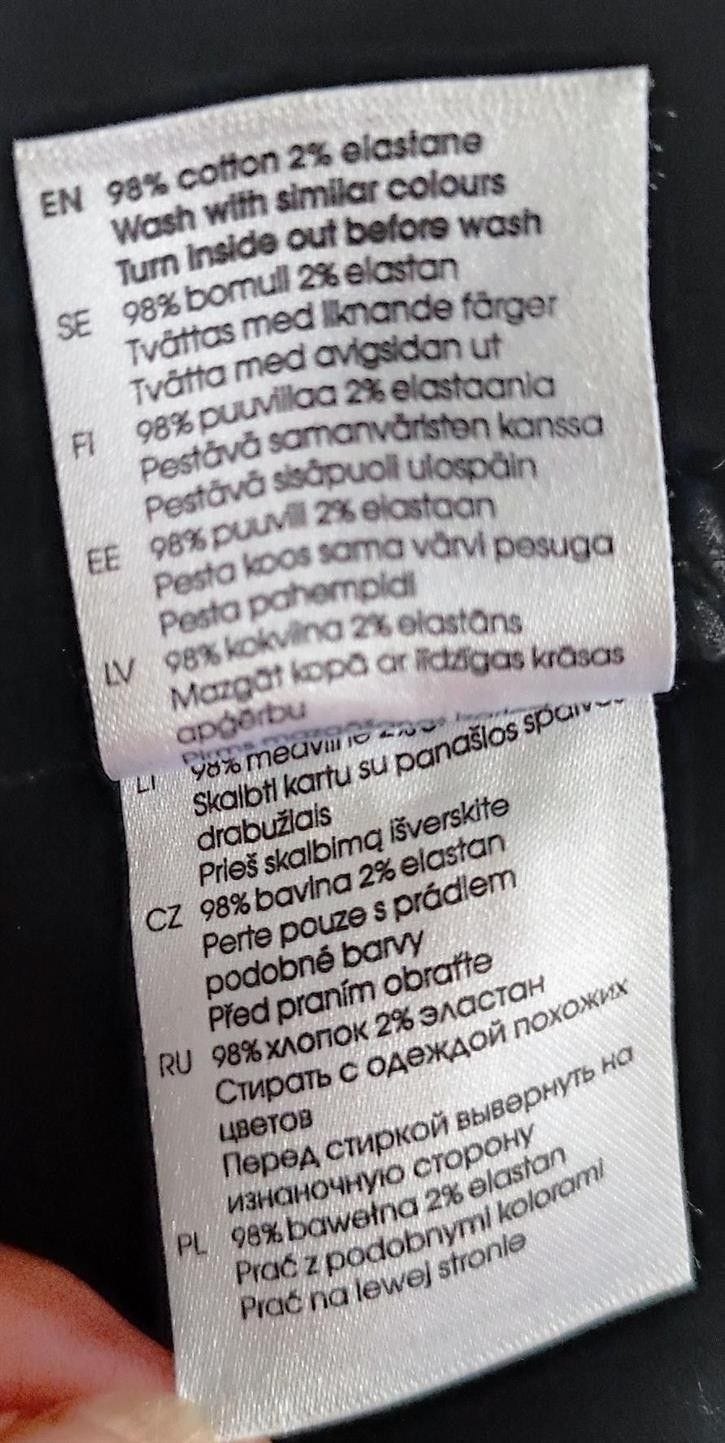 EN 98% cotton 2% elastane
Wash with similar colours
Turn inside out before wash
SE 98% bomull 2% elastan
Tvättas med liknande färger
Tvätta med avigsidan ut
FI 98% puuvillaa 2% elastaania
Pestävä samanväristen kanssa
Pestävä sisäpuoli ulospäin
EE 98% puuvill 2% elastaan
Pesta koos sama värvi pesuga
Pesta pahempidi
LV 98% kokvilna 2% elastāns
Mazgāt kopā ar līdzīgas krāsas
apģērbu
LT 98%
Skalbti kartu su panašios
drabužiais
Prieš skalbimą išverskite
CZ 98% bavlna 2% elastan
Perte pouze s prádlem
podobné barvy
Před praním obraťte
RU 98% хлопок 2% эластан
Стирать с одеждой похожих
цветов
Перед стиркой вывернуть на
изнаночную сторону
PL 98% bawełna 2% elastan
Prać z podobnymi kolorami
Prać na lewej stronie